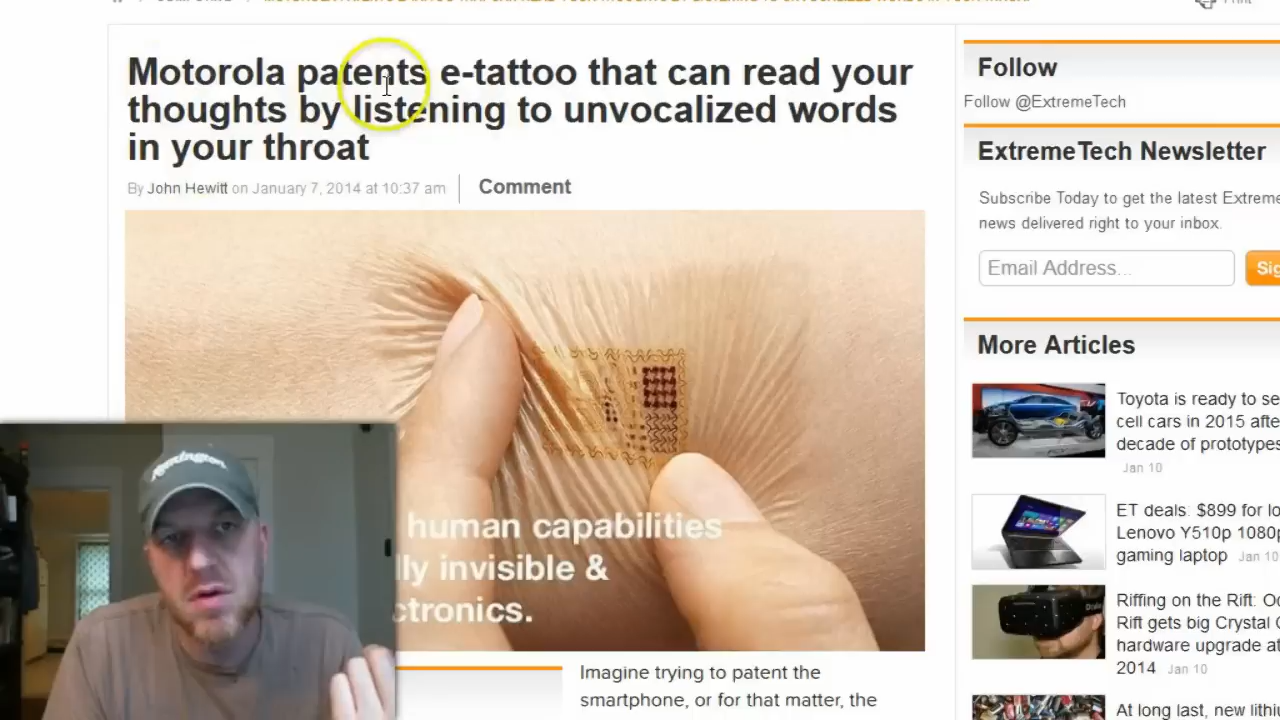 Print
Motorola patents e-tattoo that can read your
thoughts by listening to unvocalized words
in your throat
By John Hewitt on January 7, 2014 at 10:37 am
Comment
human capabilities
lly invisible &
ctronics.
Remington
Imagine trying to patent the
smartphone, or for that matter, the
Follow
Follow @ExtremeTech
ExtremeTech Newsletter
Subscribe Today to get the latest Extreme
news delivered right to your inbox.
Email Address...
Sig
More Articles
Toyota is ready to se
cell cars in 2015 afte
decade of prototypes
Jan 10
ET deals: $899 for lo
Lenovo Y510p 1080p
gaming laptop Jan 10
Riffing on the Rift: Oc
Rift gets big Crystal C
hardware upgrade at
2014 Jan 10
At long last, new lithi